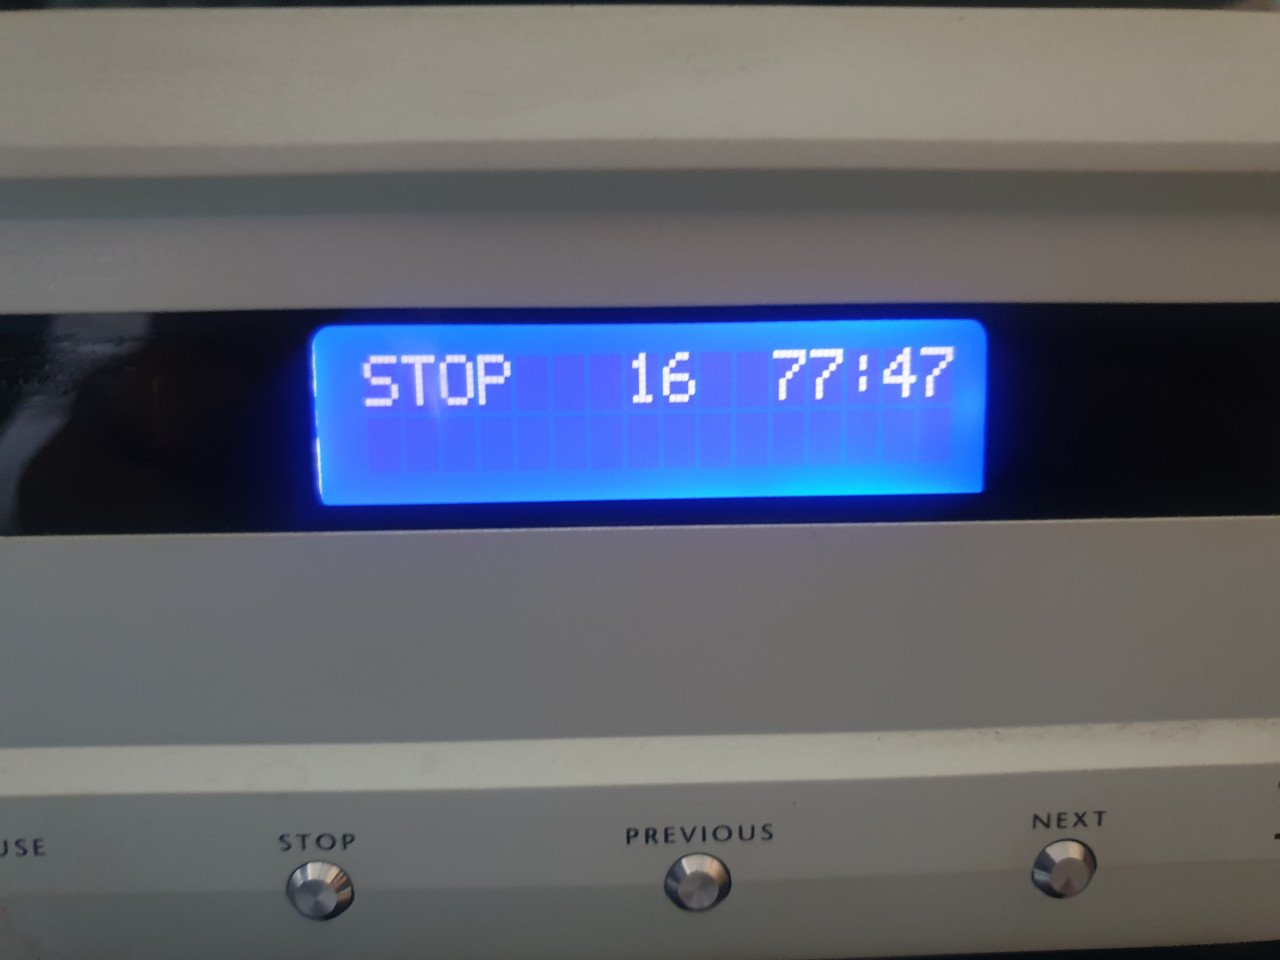 STOP 16 77:47
USE STOP PREVIOUS NEXT